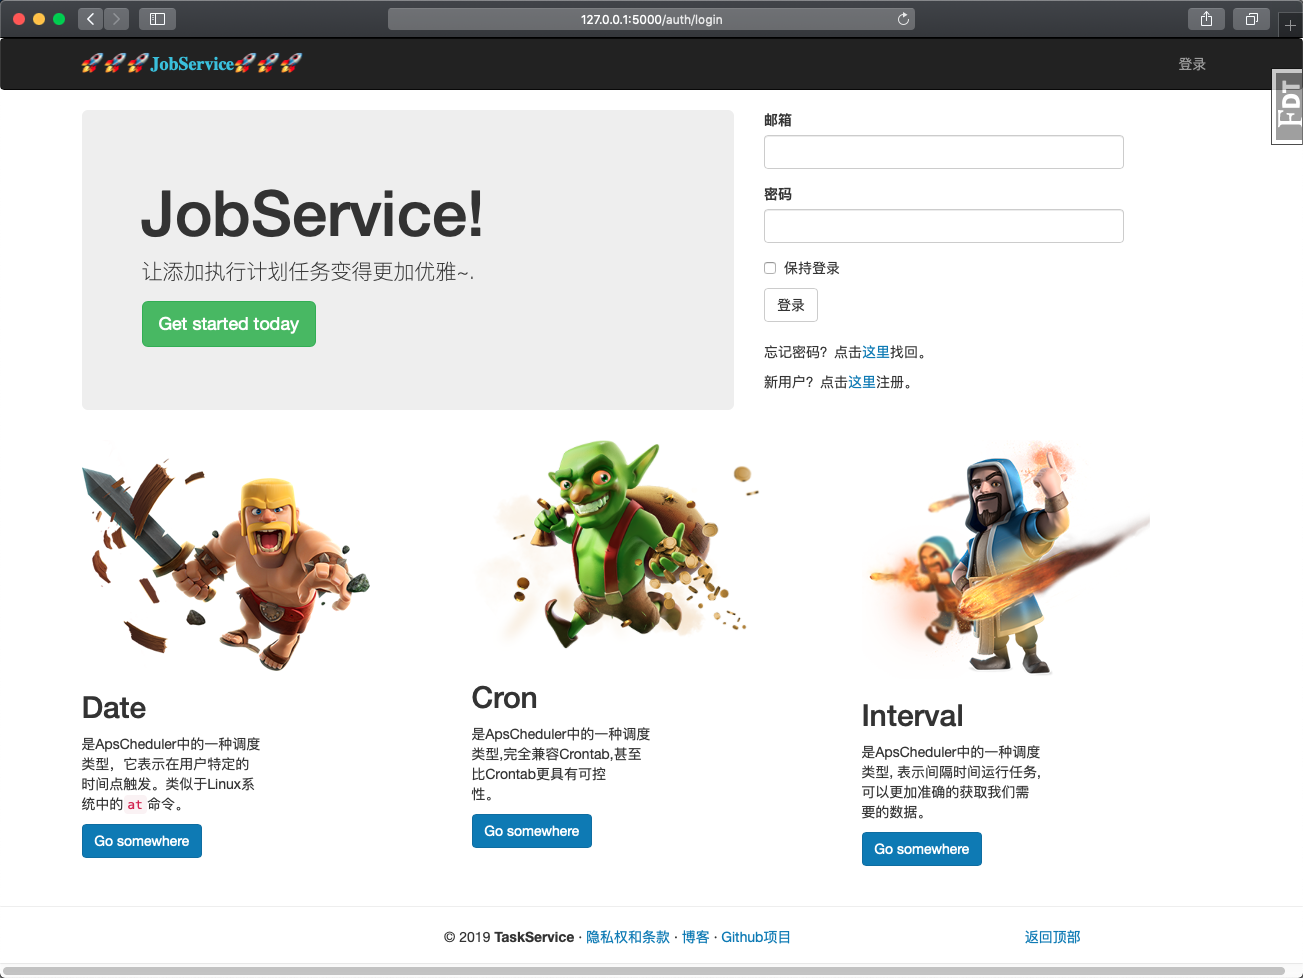 127.0.0.1:5000/auth/login
🚀🚀🚀JobService🚀🚀🚀
登录
FDT
JobService!
让添加执行计划任务变得更加优雅~.
Get started today
邮箱
密码
保持登录
登录
忘记密码？点击这里找回。
新用户？点击这里注册。
Date
是ApsCheduler中的一种调度
类型，它表示在用户特定的
时间点触发。类似于Linux系
统中的 at 命令。
Go somewhere
Cron
是ApsCheduler中的一种调度
类型,完全兼容Crontab,甚至
比Crontab更具有可控
性。
Go somewhere
Interval
是ApsCheduler中的一种调度
类型, 表示间隔时间运行任务,
可以更加准确的获取我们需
要的数据。
Go somewhere
© 2019 TaskService · 隐私权和条款 · 博客 · Github项目
返回顶部